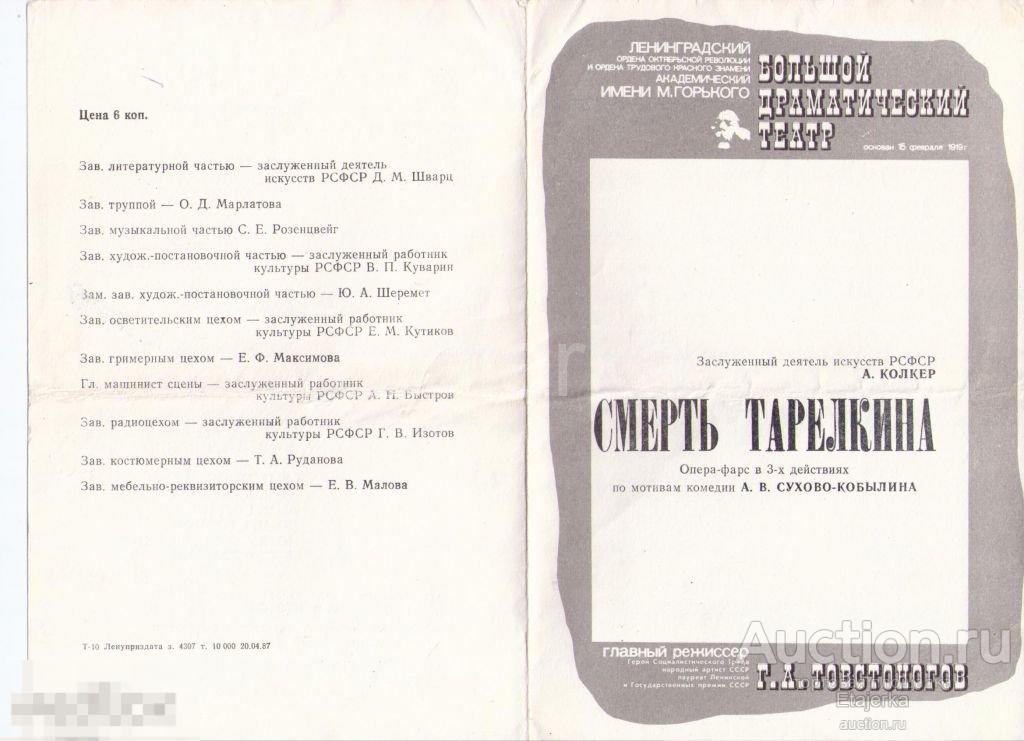 Цена 6 коп.
Зав. литературной частью — заслуженный деятель
искусств РСФСР Д. М. Шварц
Зав. труппой — О. Д. Марлатова
Зав. музыкальной частью С. Е. Розенцвейг
Зав. худож.-постановочной частью — заслуженный работник
культуры РСФСР В. П. Куварин
Зам. зав. худож.-постановочной частью — Ю. А. Шеремет
Зав. осветительским цехом — заслуженный работник
культуры РСФСР Е. М. Кутиков
Зав. гримерным цехом — Е. Ф. Максимова
Гл. машинист сцены — заслуженный работник
культуры РСФСР А. Н. Быстров
Зав. радиоцехом — заслуженный работник
культуры РСФСР Г. В. Изотов
Зав. костюмерным цехом — Т. А. Руданова
Зав. мебельно-реквизиторским цехом — Е. В. Малова
Т-10 Ленуприздата з. 4307 т. 10 000 20.04.87
ЛЕНИНГРАДСКИЙ
ОРДЕНА ОКТЯБРЬСКОЙ РЕВОЛЮЦИИ
И ОРДЕНА ТРУДОВОГО КРАСНОГО ЗНАМЕНИ
АКАДЕМИЧЕСКИЙ
ИМЕНИ М.ГОРЬКОГО
БОЛЬШОЙ
ДРАМАТИЧЕСКИЙ
ТЕАТР
основан 15 февраля 1919г
Заслуженный деятель искусств РСФСР
А. КОЛКЕР
СМЕРТЬ ТАРЕЛКИНА
Опера-фарс в 3-х действиях
по мотивам комедии А. В. СУХОВО-КОБЫЛИНА
главный режиссер
Герой Социалистического Труда
народный артист СССР
лауреат Ленинской
и Государственных премий СССР
Г.А.ТОВСТОНОГОВ
Auction.ru
Etajerka
auction.ru